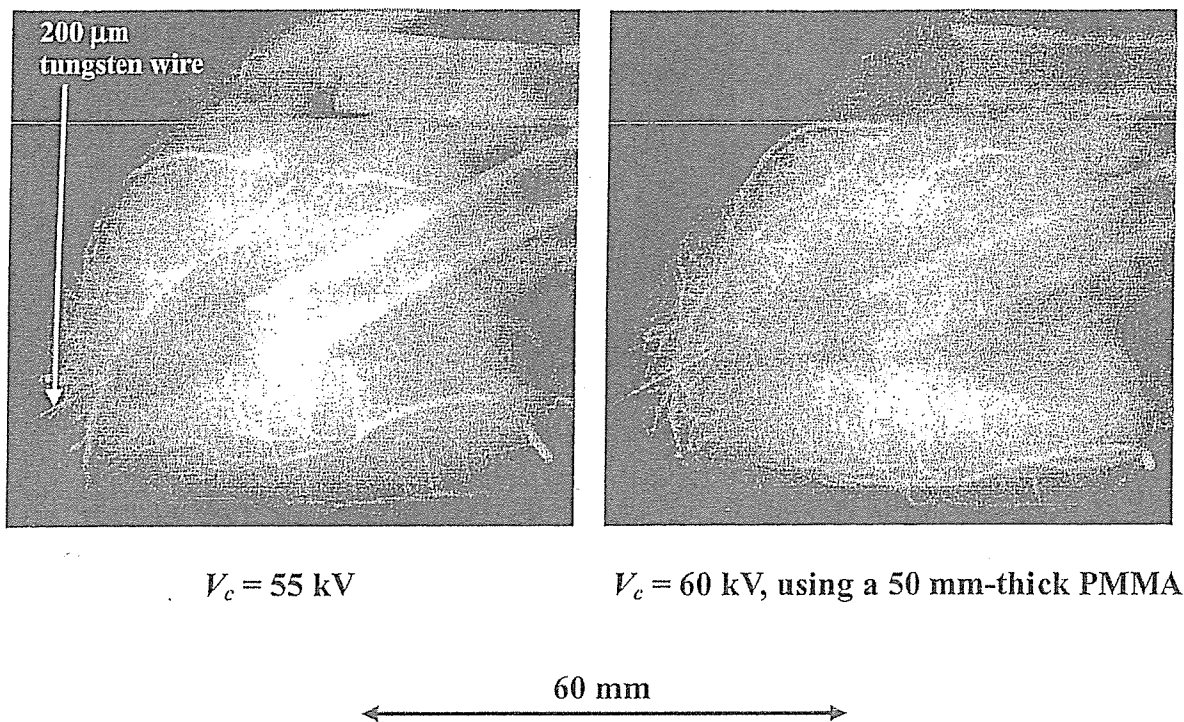 200 μm
tungsten wire
V_c = 55 kV
V_c = 60 kV, using a 50 mm-thick PMMA
60 mm